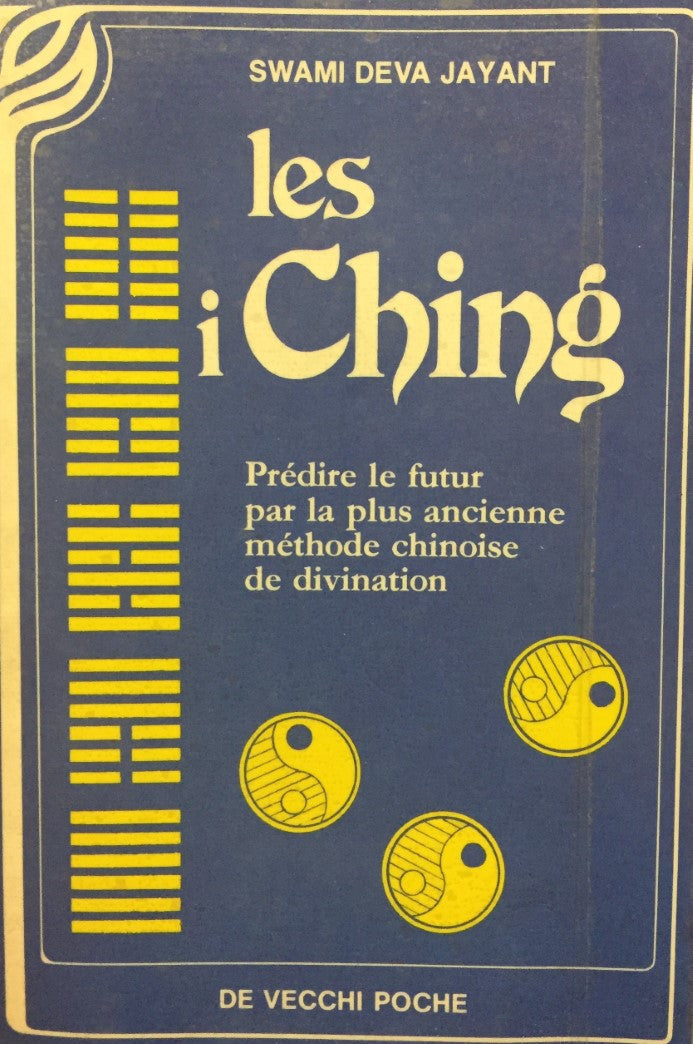 SWAMI DEVA JAYANT
les
i Ching
Prédire le futur
par la plus ancienne
méthode chinoise
de divination
DE VECCHI POCHE